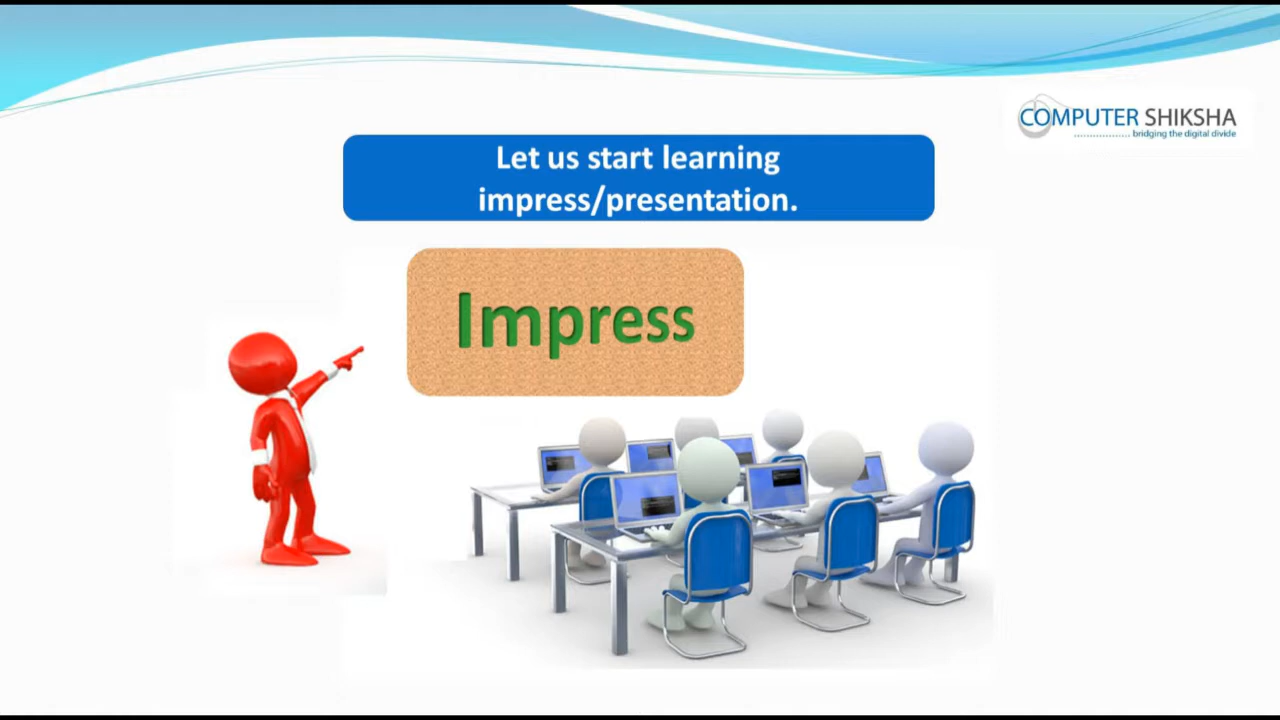 COMPUTER SHIKSHA
bridging the digital divide
Let us start learning
impress/presentation.
Impress